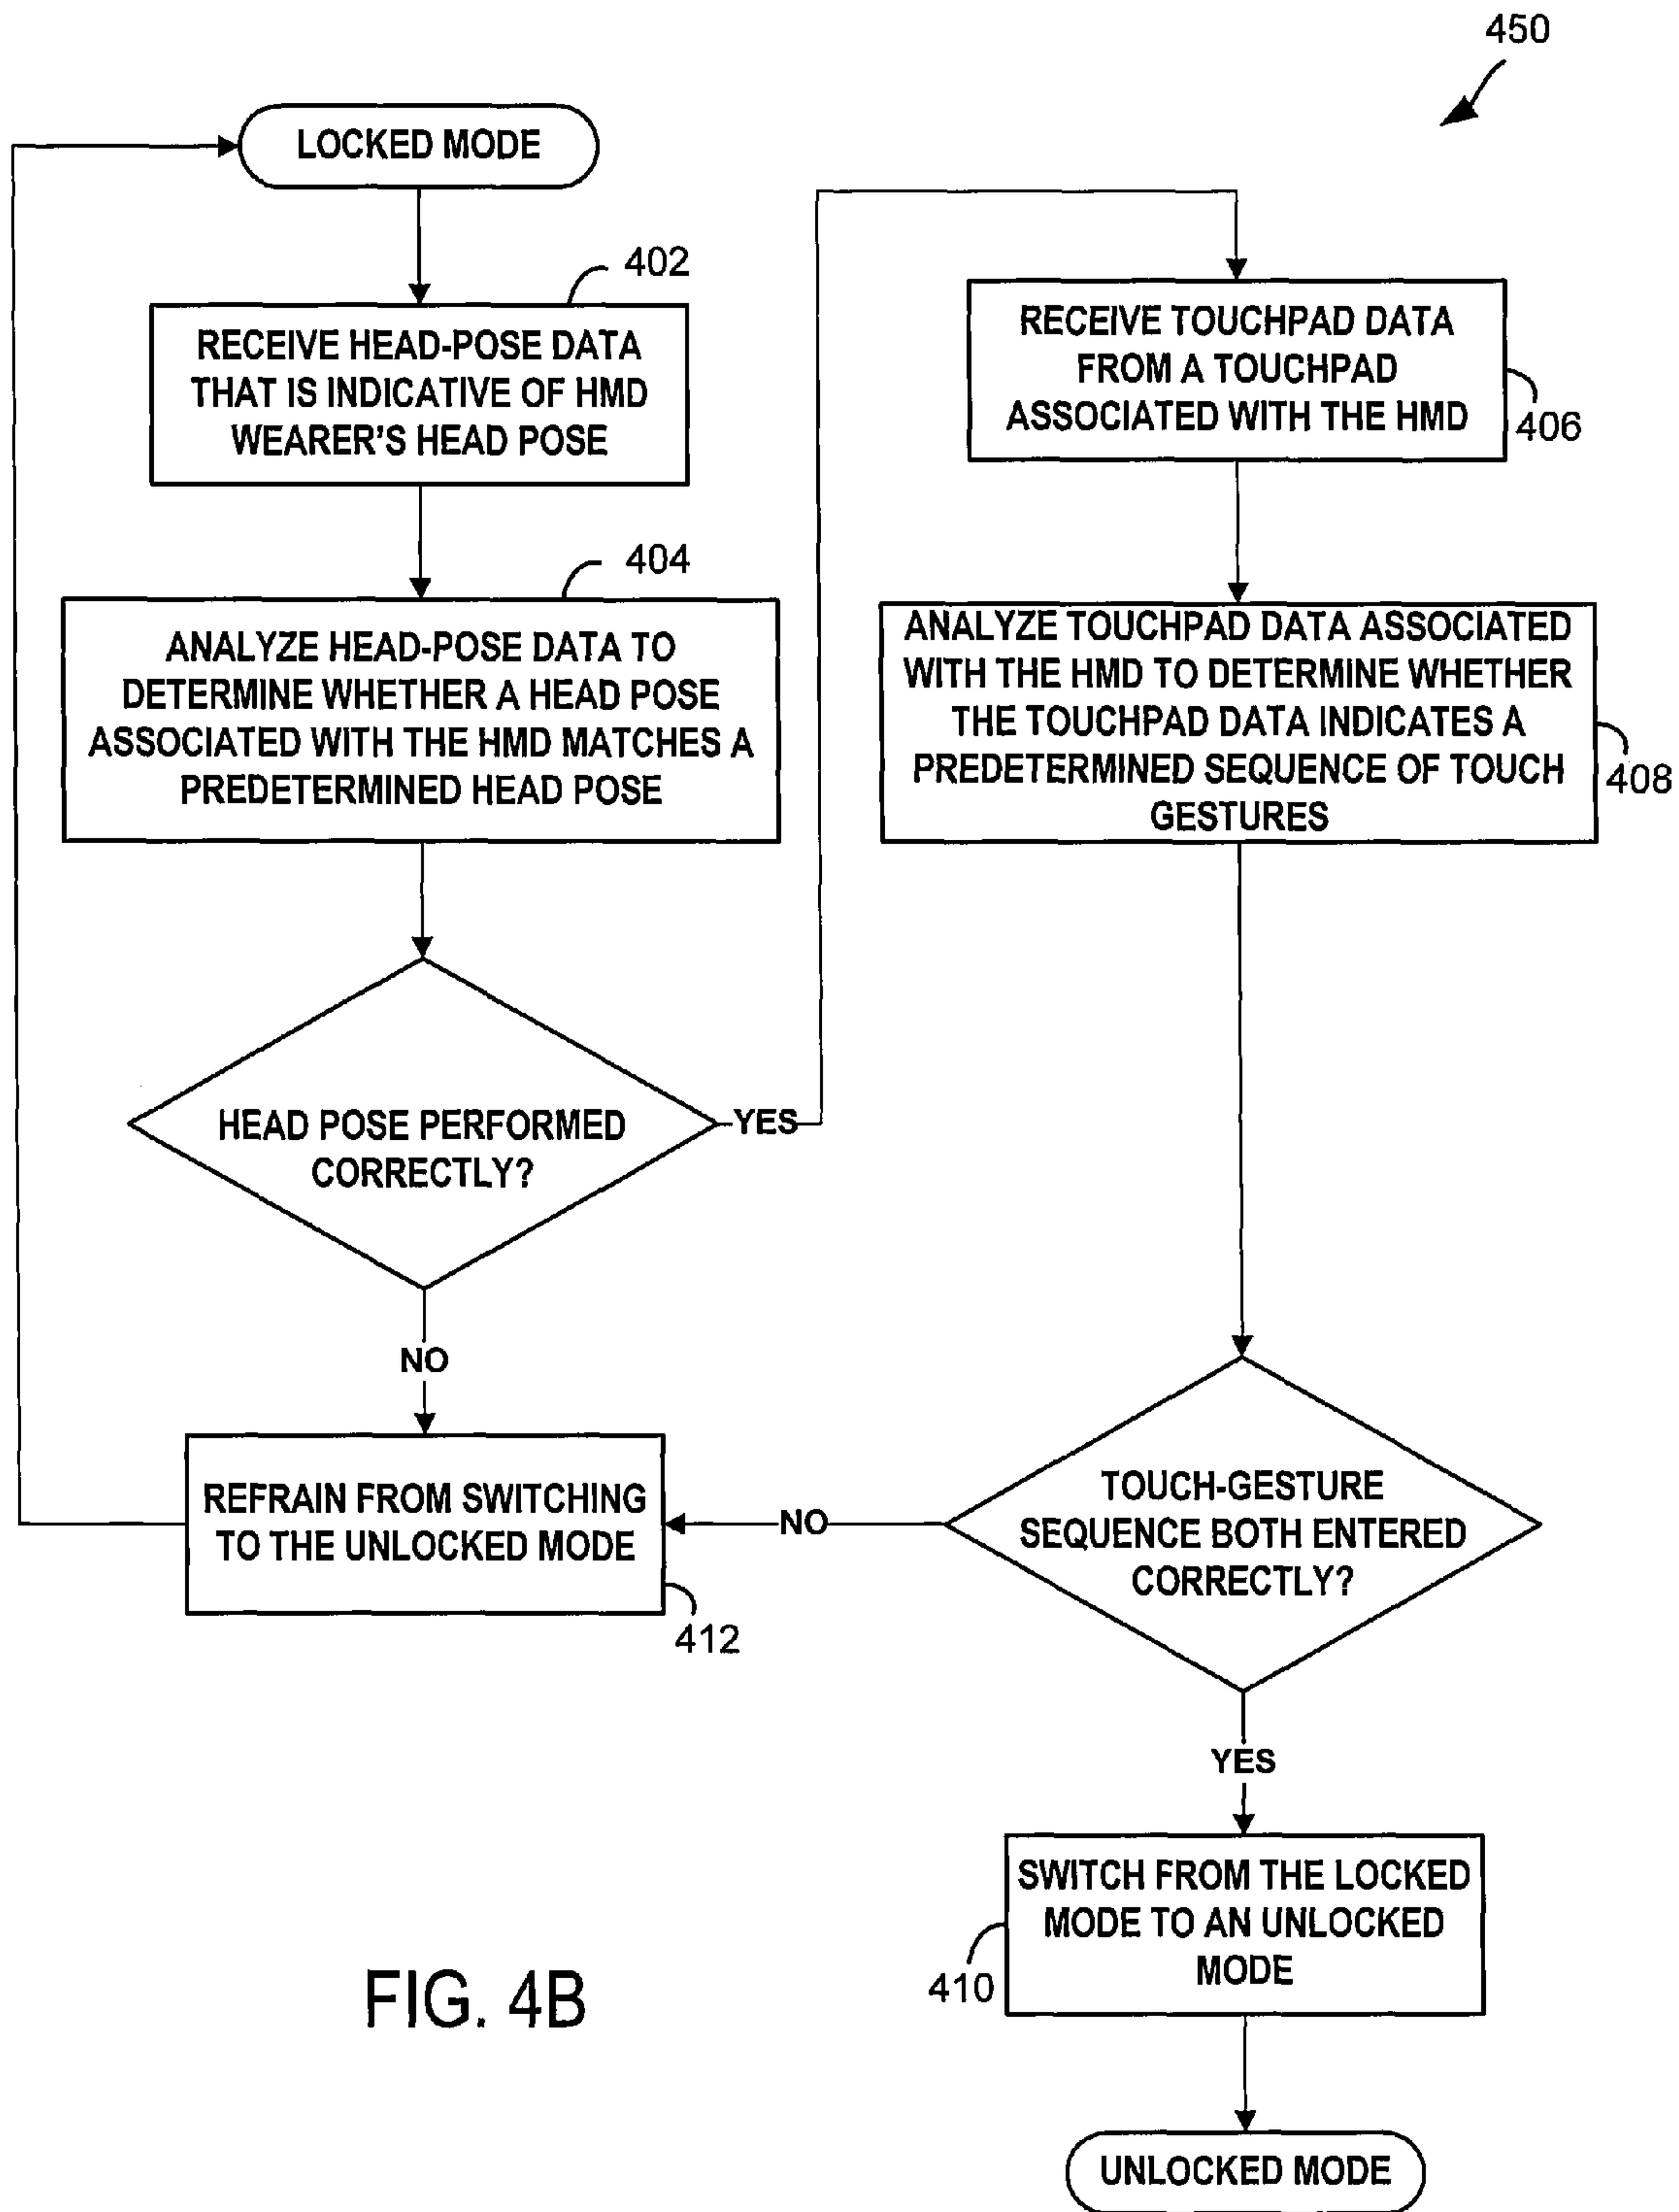 450
LOCKED MODE
402
RECEIVE HEAD-POSE DATA
THAT IS INDICATIVE OF HMD
WEARER'S HEAD POSE
404
ANALYZE HEAD-POSE DATA TO
DETERMINE WHETHER A HEAD POSE
ASSOCIATED WITH THE HMD MATCHES A
PREDETERMINED HEAD POSE
HEAD POSE PERFORMED
CORRECTLY?
YES
NO
REFRAIN FROM SWITCHING
TO THE UNLOCKED MODE
412
RECEIVE TOUCHPAD DATA
FROM A TOUCHPAD
ASSOCIATED WITH THE HMD
406
ANALYZE TOUCHPAD DATA ASSOCIATED
WITH THE HMD TO DETERMINE WHETHER
THE TOUCHPAD DATA INDICATES A
PREDETERMINED SEQUENCE OF TOUCH
GESTURES
408
TOUCH-GESTURE
SEQUENCE BOTH ENTERED
CORRECTLY?
NO
YES
SWITCH FROM THE LOCKED
MODE TO AN UNLOCKED
MODE
410
UNLOCKED MODE
FIG. 4B